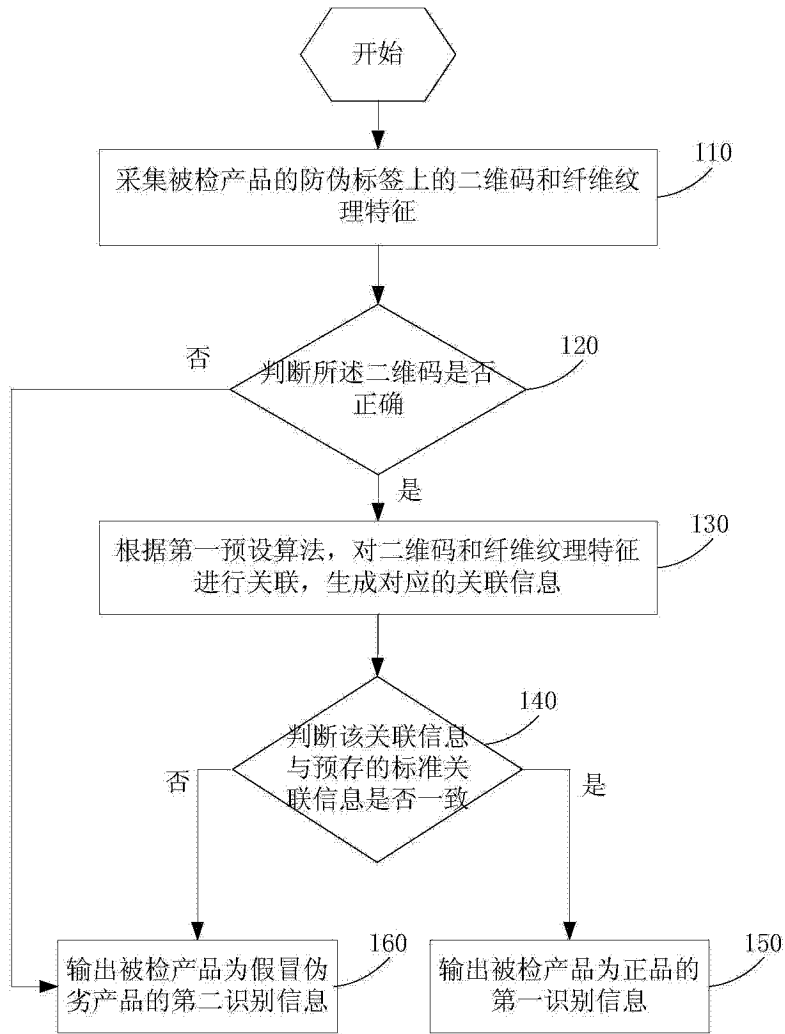 开始
110
采集被检产品的防伪标签上的二维码和纤维纹
理特征
否
120
判断所述二维码是否
正确
是
130
根据第一预设算法，对二维码和纤维纹理特征
进行关联，生成对应的关联信息
140
判断该关联信息
与预存的标准关
联信息是否一致
否
是
160
输出被检产品为假冒伪
劣产品的第二识别信息
150
输出被检产品为正品的
第一识别信息